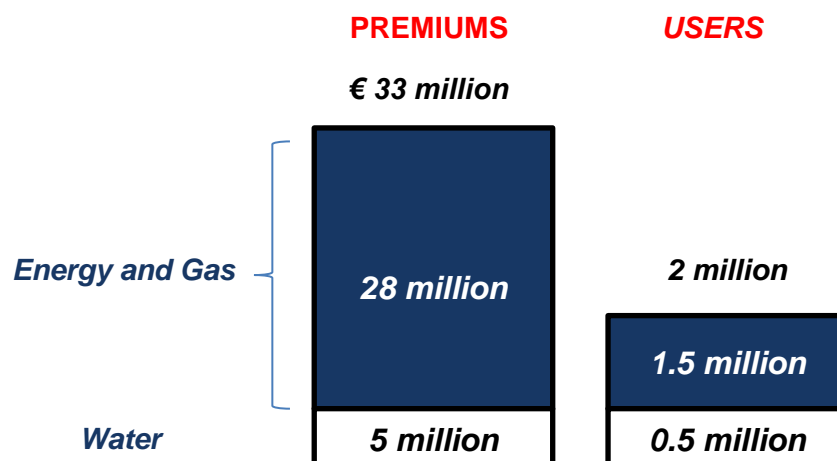 PREMIUMS USERS
€ 33 million
Energy and Gas 28 million 2 million
1.5 million
Water 5 million 0.5 million